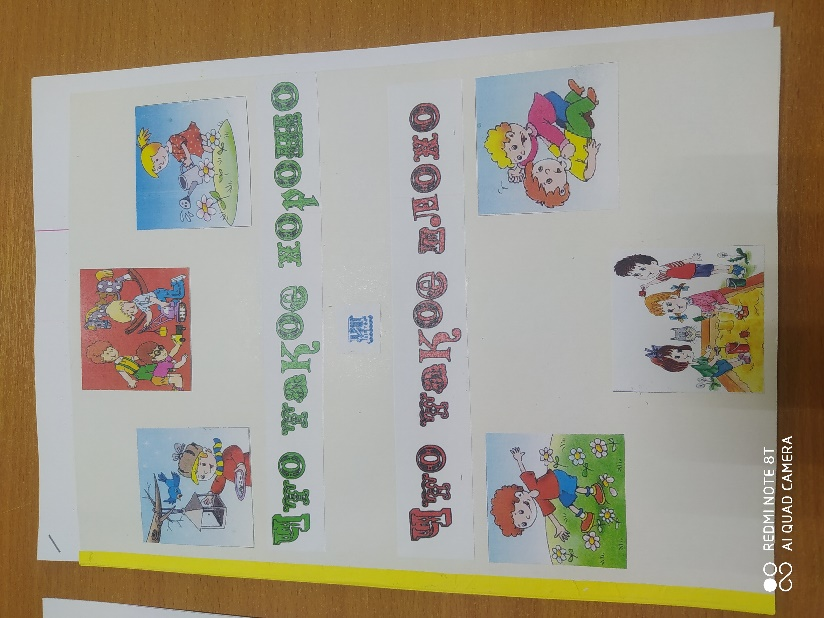 Что такое хорошо
и
Что такое плохо
REDMI NOTE 8T
AI QUAD CAMERA